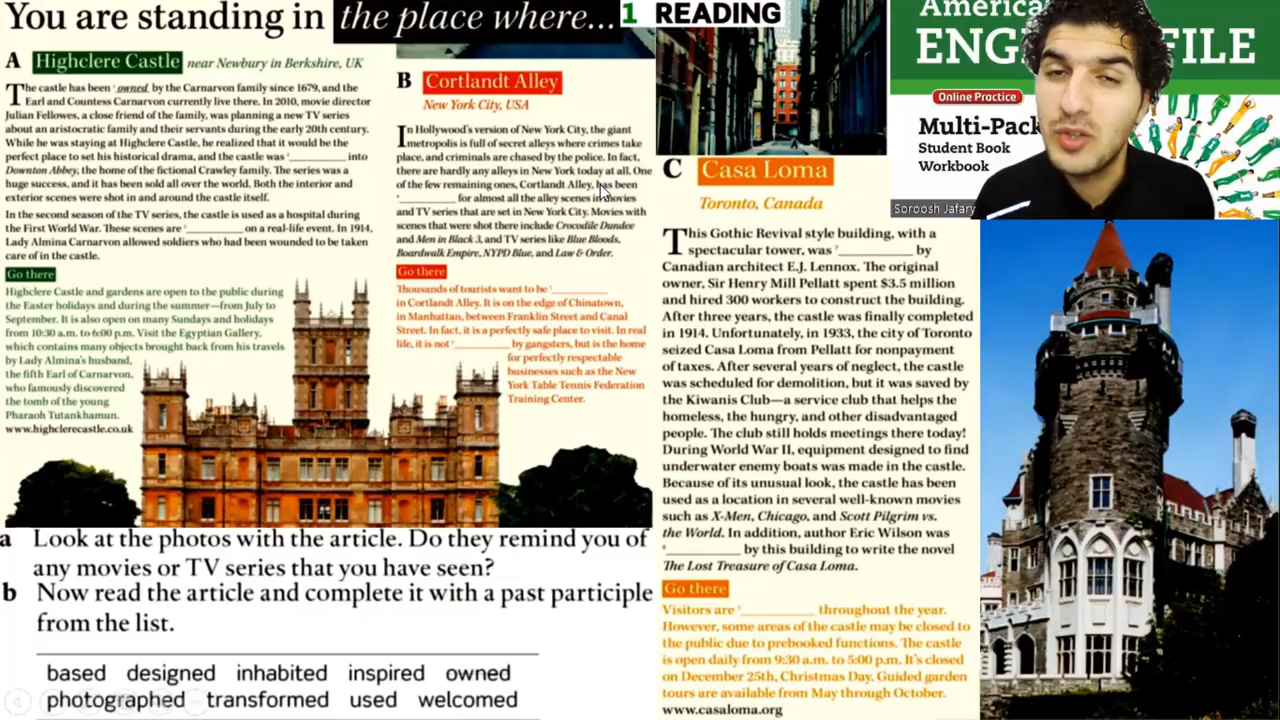 You are standing in the place where...
1 READING
A Highclere Castle near Newbury in Berkshire, UK
The castle has been owned by the Carnarvon family since 1679, and the
Earl and Countess Carnarvon currently live there. In 2010, movie director
Julian Fellowes, a close friend of the family, was planning a new TV series
about an aristocratic family and their servants during the early 20th century.
While he was staying at Highclere Castle, he realized that it would be the
perfect place to set his historical drama, and the castle was __________ into
Downton Abbey, the home of the fictional Crawley family. The series was a
huge success, and it has been sold all over the world. Both the interior and
exterior scenes were shot in and around the castle itself.
In the second season of the TV series, the castle is used as a hospital during
the First World War. These scenes are __________ on a real-life event. In 1914,
Lady Almina Carnarvon allowed soldiers who had been wounded to be taken
care of in the castle.
Go there
Highclere Castle and gardens are open to the public during
the Easter holidays and during the summer—from July to
September. It is also open on many Sundays and holidays
from 10:30 a.m. to 6:00 p.m. Visit the Egyptian Gallery,
which contains many objects brought back from his travels
by Lady Almina's husband,
the fifth Earl of Carnarvon,
who famously discovered
the tomb of the young
Pharaoh Tutankhamun.
www.highclerecastle.co.uk
B Cortlandt Alley
New York City, USA
In Hollywood's version of New York City, the giant
metropolis is full of secret alleys where crimes take
place, and criminals are chased by the police. In fact,
there are hardly any alleys in New York today at all. One
of the few remaining ones, Cortlandt Alley, has been
__________ for almost all the alley scenes in movies
and TV series that are set in New York City. Movies with
scenes that were shot there include Crocodile Dundee
and Men in Black 3, and TV series like Blue Bloods,
Boardwalk Empire, NYPD Blue, and Law & Order.
Go there
Thousands of tourists want to be __________
in Cortlandt Alley. It is on the edge of Chinatown,
in Manhattan, between Franklin Street and Canal
Street. In fact, it is a perfectly safe place to visit. In real
life, it is not __________ by gangsters, but is the home
for perfectly respectable
businesses such as the New
York Table Tennis Federation
Training Center.
C Casa Loma
Toronto, Canada
This Gothic Revival style building, with a
spectacular tower, was __________ by
Canadian architect E.J. Lennox. The original
owner, Sir Henry Mill Pellatt spent $3.5 million
and hired 300 workers to construct the building.
After three years, the castle was finally completed
in 1914. Unfortunately, in 1933, the city of Toronto
seized Casa Loma from Pellatt for nonpayment
of taxes. After several years of neglect, the castle
was scheduled for demolition, but it was saved by
the Kiwanis Club—a service club that helps the
homeless, the hungry, and other disadvantaged
people. The club still holds meetings there today!
During World War II, equipment designed to find
underwater enemy boats was made in the castle.
Because of its unusual look, the castle has been
used as a location in several well-known movies
such as X-Men, Chicago, and Scott Pilgrim vs.
the World. In addition, author Eric Wilson was
__________ by this building to write the novel
The Lost Treasure of Casa Loma.
Go there
Visitors are __________ throughout the year.
However, some areas of the castle may be closed to
the public due to prebooked functions. The castle
is open daily from 9:30 a.m. to 5:00 p.m. It's closed
on December 25th, Christmas Day. Guided garden
tours are available from May through October.
www.casaloma.org
a Look at the photos with the article. Do they remind you of
any movies or TV series that you have seen?
b Now read the article and complete it with a past participle
from the list.
based designed inhabited inspired owned
photographed transformed used welcomed
America
ENG FILE
Online Practice
Multi-Pack
Student Book
Workbook
Soroosh Jafary